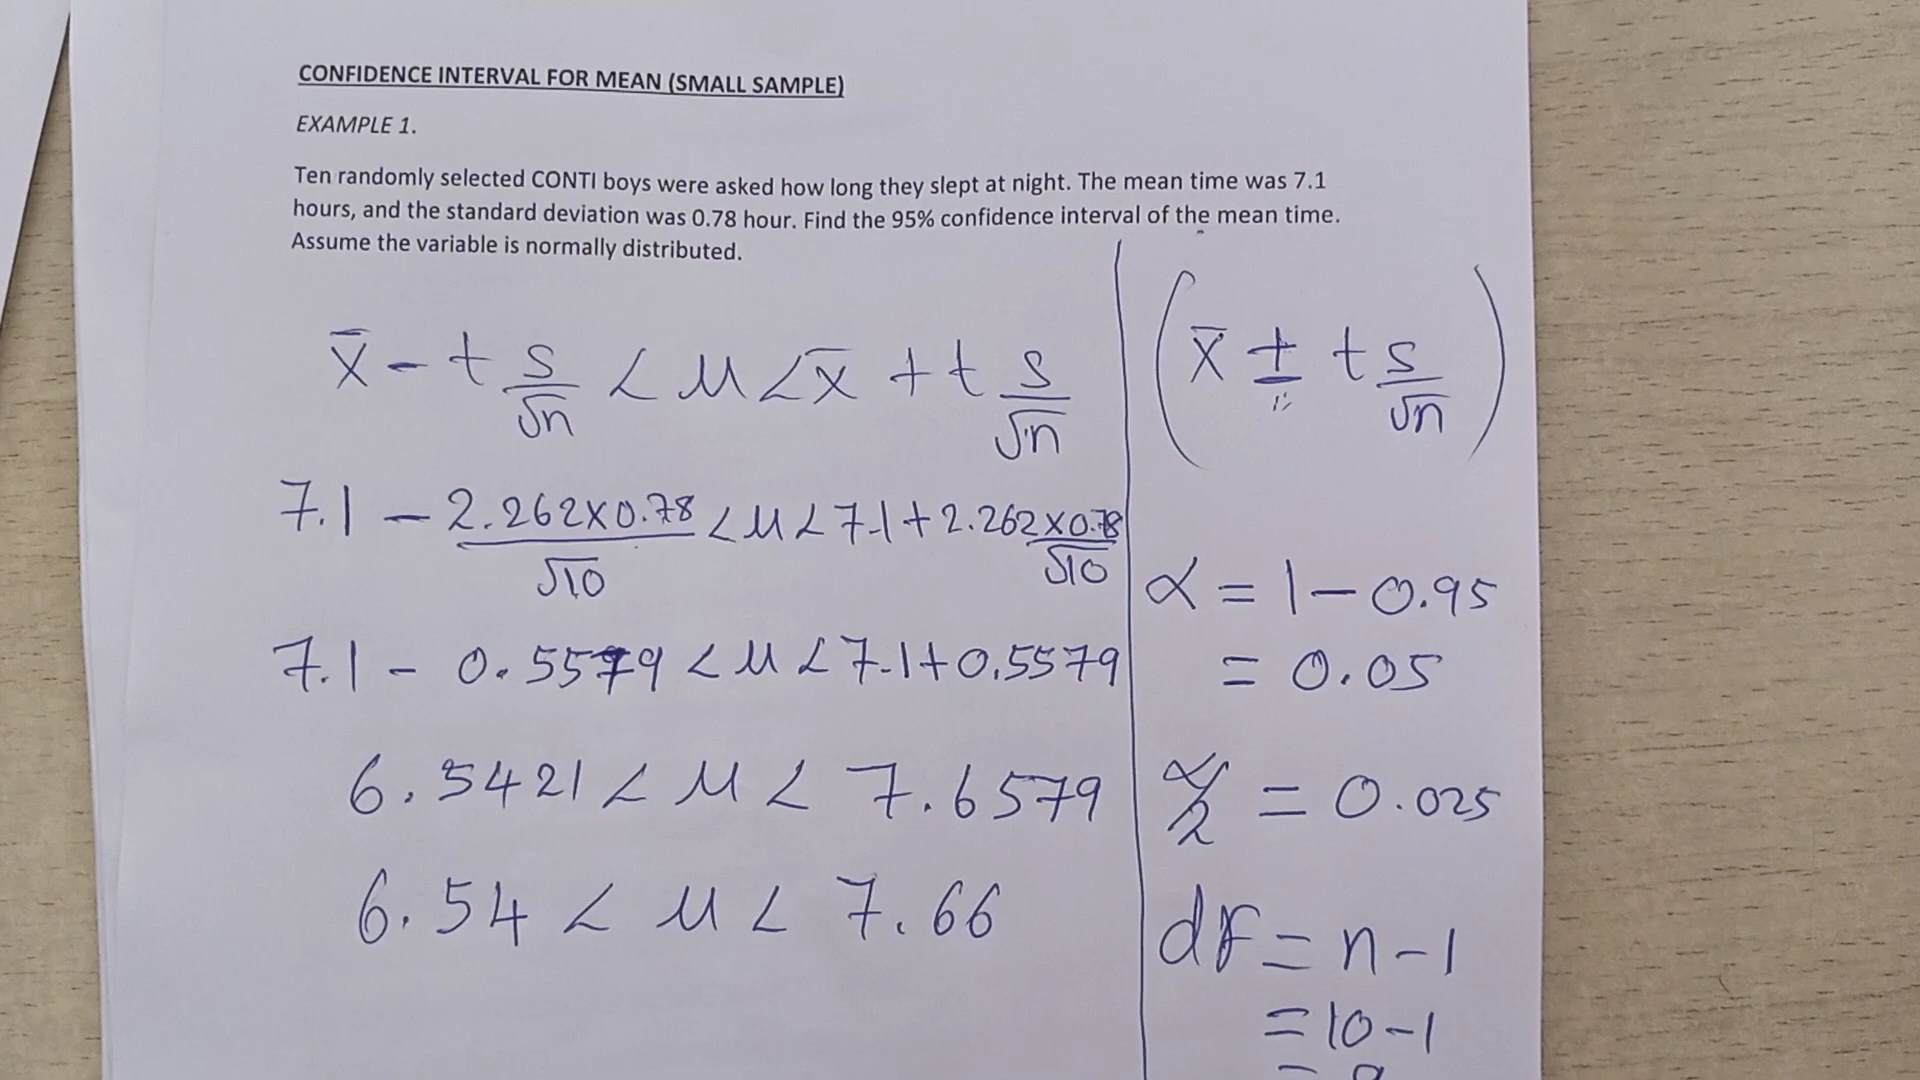 CONFIDENCE INTERVAL FOR MEAN (SMALL SAMPLE)
EXAMPLE 1.
Ten randomly selected CONTI boys were asked how long they slept at night. The mean time was 7.1
hours, and the standard deviation was 0.78 hour. Find the 95% confidence interval of the mean time.
Assume the variable is normally distributed.
x̄ - t s/√n < μ < x̄ + t s/√n
7.1 - 2.262×0.78/√10 < μ < 7.1 + 2.262×0.78/√10
7.1 - 0.5579 < μ < 7.1 + 0.5579
6.5421 < μ < 7.6579
6.54 < μ < 7.66
(x̄ ± t s/√n)
α = 1 - 0.95
= 0.05
α/2 = 0.025
df = n - 1
= 10 - 1